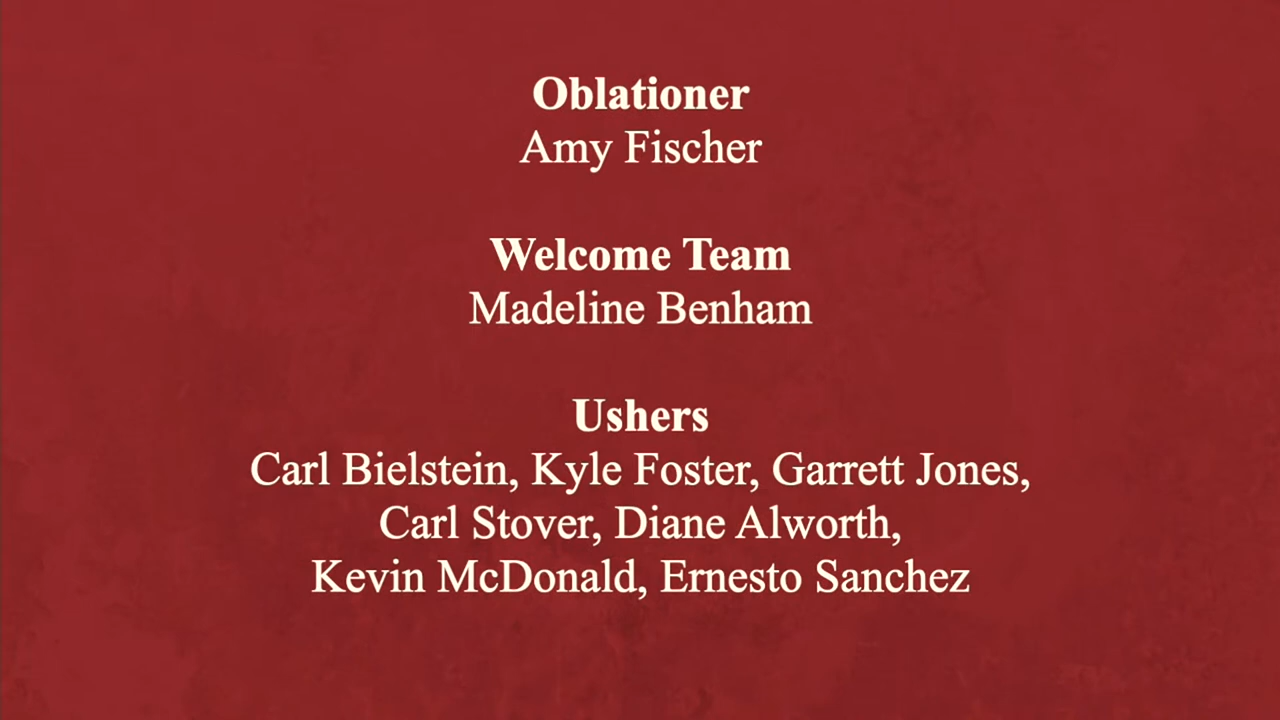 Oblationer
Amy Fischer
Welcome Team
Madeline Benham
Ushers
Carl Bielstein, Kyle Foster, Garrett Jones,
Carl Stover, Diane Alworth,
Kevin McDonald, Ernesto Sanchez